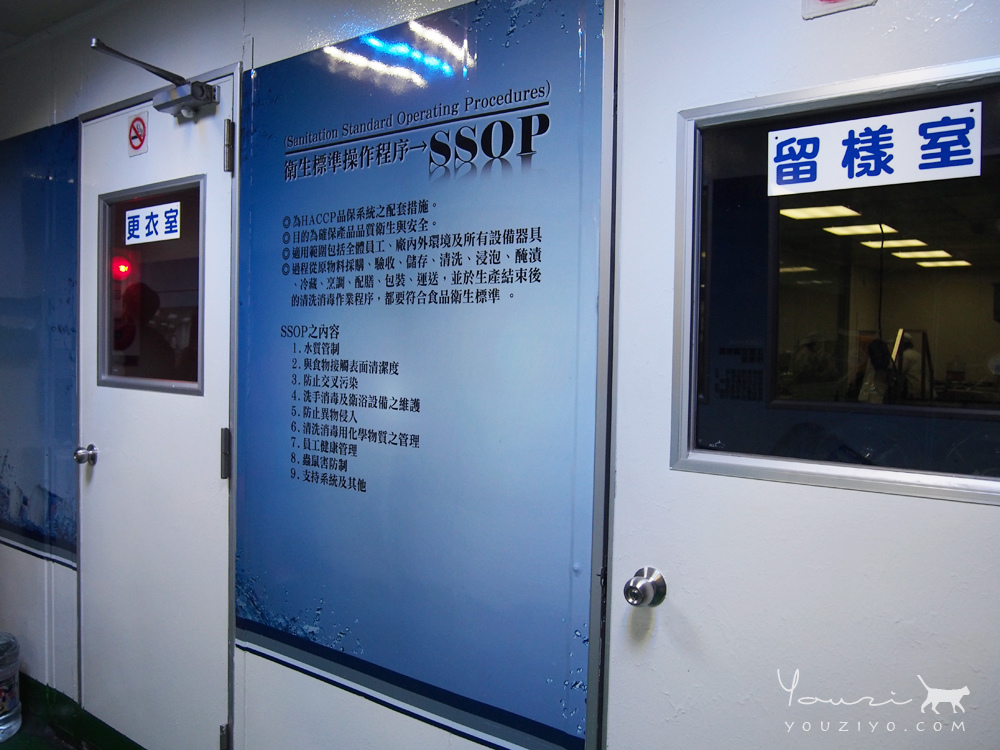 更衣室
(Sanitation Standard Operating Procedures)
衛生標準操作程序→SSOP
◎為HACCP品保系統之配套措施。
◎目的為確保產品品質衛生與安全。
◎適用範圍包括全體員工、廠內外環境及所有設備器具
◎過程從原物料採購、驗收、儲存、清洗、浸泡、醃漬
、冷藏、烹調、配膳、包裝、運送，並於生產結束後
的清洗消毒作業程序，都要符合食品衛生標準 。
SSOP之內容
1.水質管制
2.與食物接觸表面清潔度
3.防止交叉污染
4.洗手消毒及衛浴設備之維護
5.防止異物侵入
6.清洗消毒用化學物質之管理
7.員工健康管理
8.蟲鼠害防制
9.支持系統及其他
留樣室
Youzi
YOUZIYO.COM